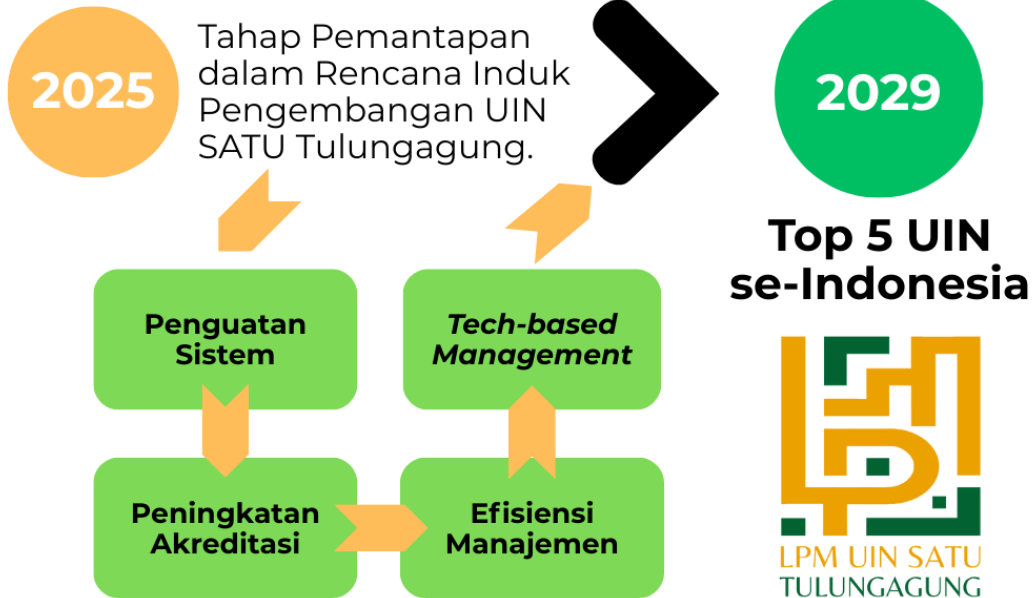 2025
Tahap Pemantapan
dalam Rencana Induk
Pengembangan UIN
SATU Tulungagung.
Penguatan
Sistem
Peningkatan
Akreditasi
Efisiensi
Manajemen
Tech-based
Management
2029
Top 5 UIN
se-Indonesia
LPM UIN SATU
TULUNGAGUNG